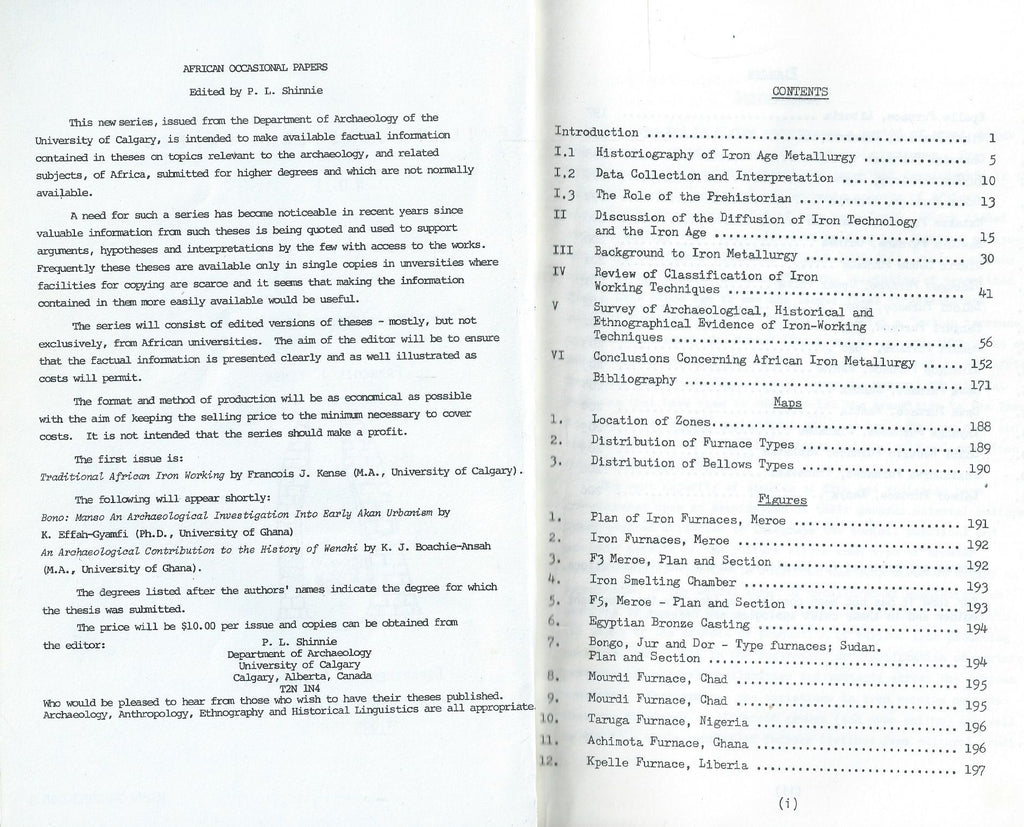 AFRICAN OCCASIONAL PAPERS
Edited by P. L. Shinnie
This new series, issued from the Department of Archaeology of the
University of Calgary, is intended to make available factual information
contained in theses on topics relevant to the archaeology, and related
subjects, of Africa, submitted for higher degrees and which are not normally
available.
A need for such a series has become noticeable in recent years since
valuable information from such theses is being quoted and used to support
arguments, hypotheses and interpretations by the few with access to the works.
Frequently these theses are available only in single copies in unversities where
facilities for copying are scarce and it seems that making the information
contained in them more easily available would be useful.
The series will consist of edited versions of theses - mostly, but not
exclusively, from African universities. The aim of the editor will be to ensure
that the factual information is presented clearly and as well illustrated as
costs will permit.
The format and method of production will be as economical as possible
with the aim of keeping the selling price to the minimum necessary to cover
costs. It is not intended that the series should make a profit.
The first issue is:
Traditional African Iron Working by Francois J. Kense (M.A., University of Calgary).
The following will appear shortly:
Bono: Manso An Archaeological Investigation Into Early Akan Urbanism by
K. Effah-Gyamfi (Ph.D., University of Ghana)
An Archaeological Contribution to the History of Wenchi by K. J. Boachie-Ansah
(M.A., University of Ghana).
The degrees listed after the authors' names indicate the degree for which
the thesis was submitted.
The price will be $10.00 per issue and copies can be obtained from
the editor: P. L. Shinnie
Department of Archaeology
University of Calgary
Calgary, Alberta, Canada
T2N 1N4
Who would be pleased to hear from those who wish to have their theses published.
Archaeology, Anthropology, Ethnography and Historical Linguistics are all appropriate.
CONTENTS
Introduction ........................................ 1
I.1 Historiography of Iron Age Metallurgy ............. 5
I.2 Data Collection and Interpretation ................ 10
I.3 The Role of the Prehistorian ..................... 13
II Discussion of the Diffusion of Iron Technology
and the Iron Age ................................ 15
III Background to Iron Metallurgy .................... 30
IV Review of Classification of Iron
Working Techniques .............................. 41
V Survey of Archaeological, Historical and
Ethnographical Evidence of Iron-Working
Techniques ...................................... 56
VI Conclusions Concerning African Iron Metallurgy ...... 152
Bibliography .................................... 171
Maps
1. Location of Zones................................ 188
2. Distribution of Furnace Types .................... 189
3. Distribution of Bellows Types .................... 190
Figures
1. Plan of Iron Furnaces, Meroe ..................... 191
2. Iron Furnaces, Meroe ............................. 192
3. F3 Meroe, Plan and Section ....................... 192
4. Iron Smelting Chamber ............................ 193
5. F5, Meroe - Plan and Section ..................... 193
6. Egyptian Bronze Casting .......................... 194
7. Bongo, Jur and Dor - Type furnaces; Sudan.
Plan and Section ................................ 194
8. Mourdi Furnace, Chad ............................. 195
9. Mourdi Furnace, Chad ............................. 195
10. Taruga Furnace, Nigeria .......................... 196
11. Achimota Furnace, Ghana .......................... 196
12. Kpelle Furnace, Liberia .......................... 197
(i)